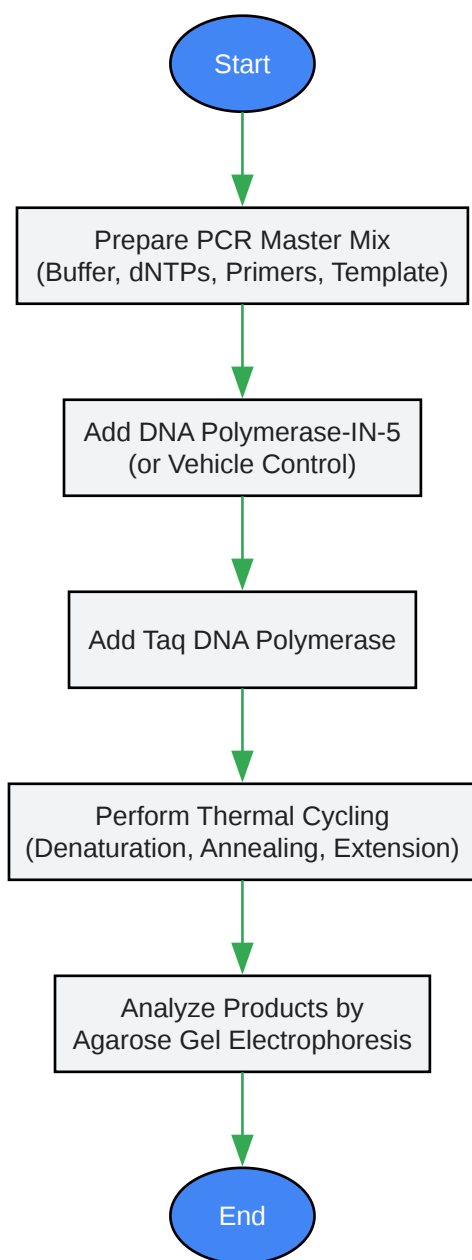 Start
Prepare PCR Master Mix
(Buffer, dNTPs, Primers, Template)
Add DNA Polymerase-IN-5
(or Vehicle Control)
Add Taq DNA Polymerase
Perform Thermal Cycling
(Denaturation, Annealing, Extension)
Analyze Products by
Agarose Gel Electrophoresis
End